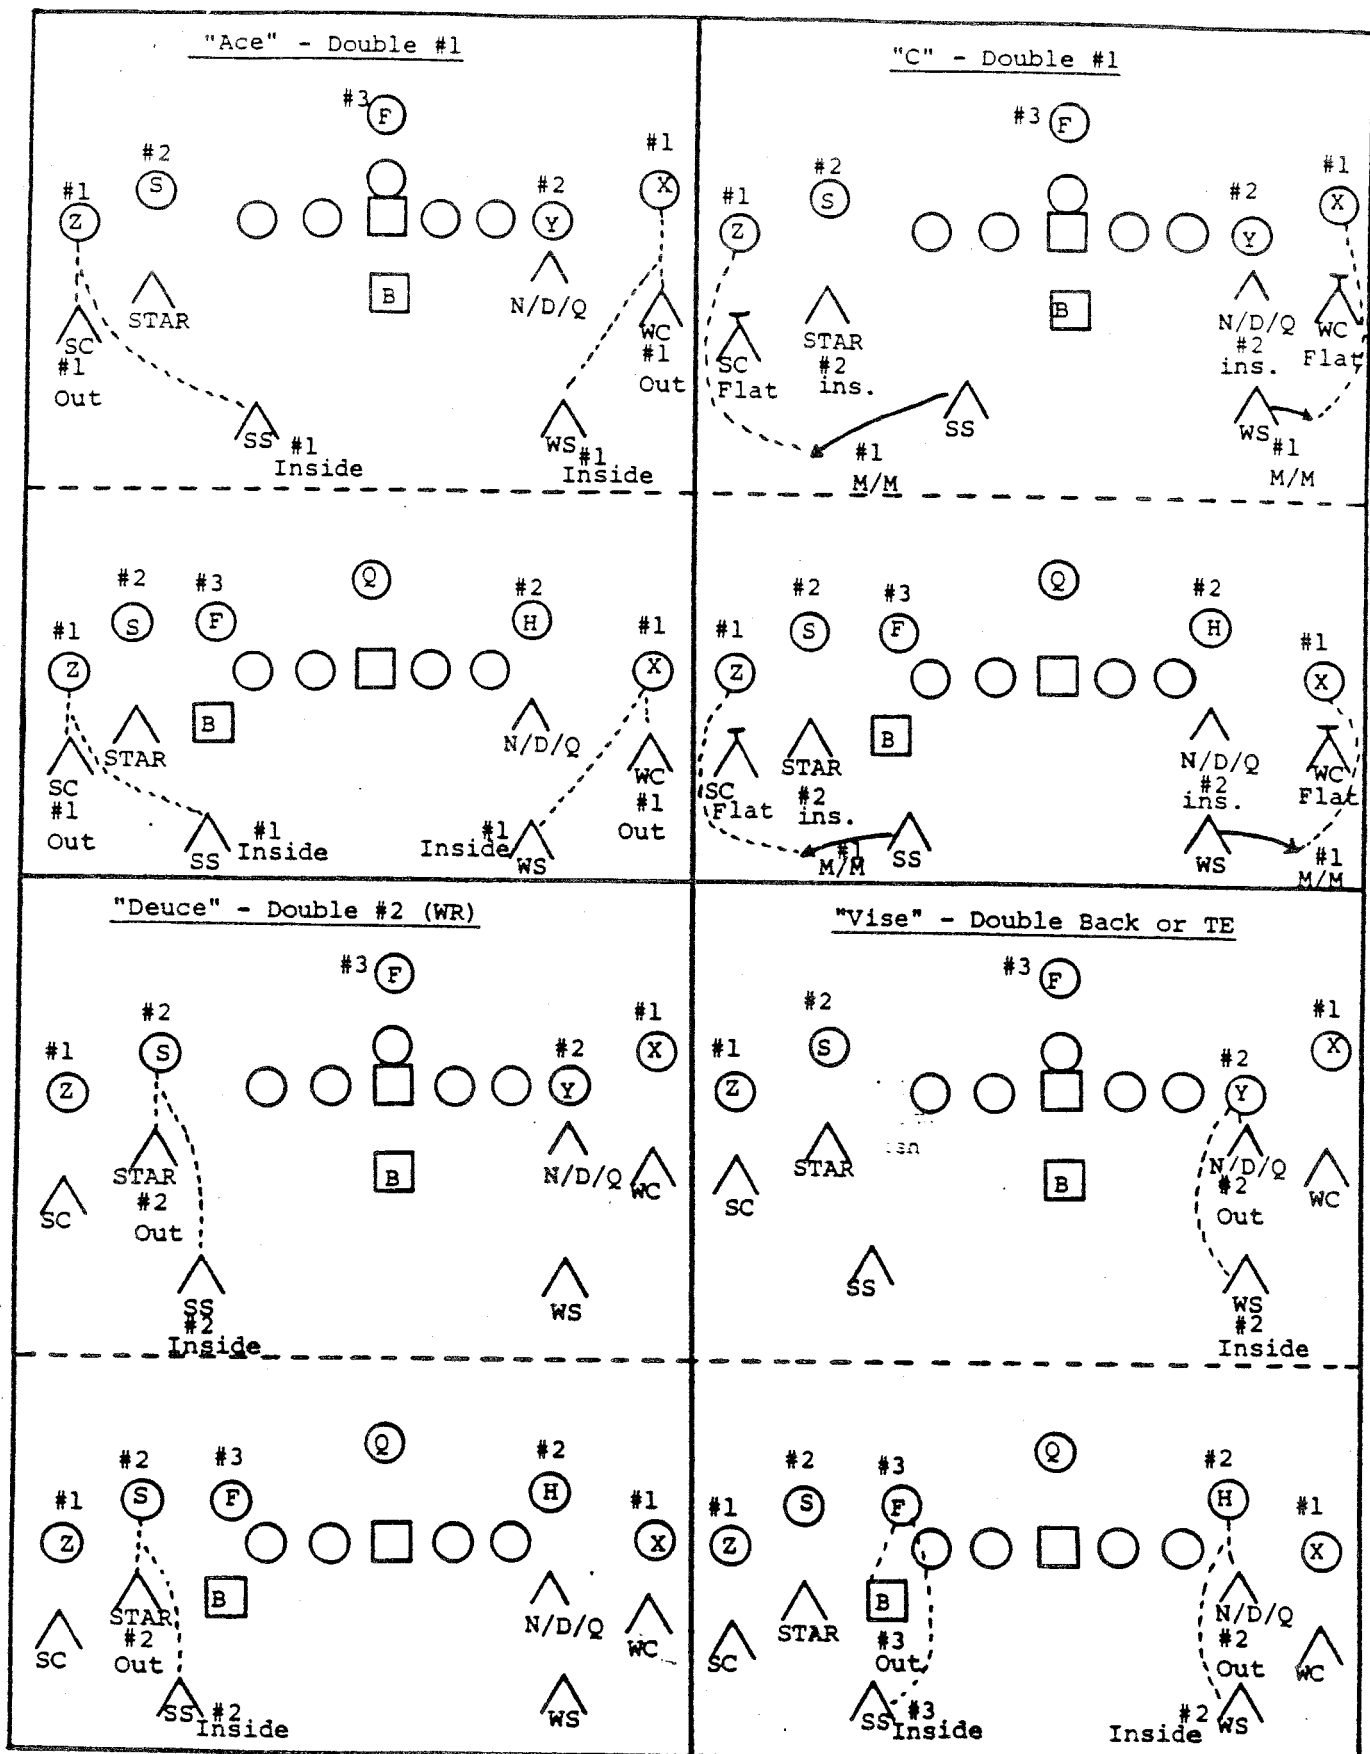 "Ace" - Double #1
#3
F
#2
S
#1
Z
#2
Y
#1
X
B
STAR
N/D/Q
SC
#1
Out
WC
#1
Out
SS #1
Inside
WS #1
Inside
#2
S
#3
F
Q
#2
H
#1
Z
#1
X
B
STAR
N/D/Q
SC
#1
Out
WC
#1
Out
SS
#1
Inside
#1
Inside
WS
"C" - Double #1
#3 F
#2
S
#1
Z
#2
Y
#1
X
B
STAR
#2
ins.
SC
Flat
N/D/Q
#2
ins.
WC
Flat
SS
#1
M/M
WS #1
M/M
#2
S
#3
F
Q
#2
H
#1
Z
#1
X
B
STAR
#2
ins.
SC
Flat
N/D/Q
#2
ins.
WC
Flat
SS
#1
M/M
WS
#1
M/M
"Deuce" - Double #2 (WR)
#3 F
#2
S
#1
Z
#2
Y
#1
X
B
STAR
#2
Out
SC
N/D/Q
WC
SS
#2
Inside
WS
#2
S
#3
F
Q
#2
H
#1
Z
#1
X
B
STAR
#2
Out
SC
N/D/Q
WC
SS #2
Inside
WS
"Vise" - Double Back or TE
#3 F
#2
S
#1
Z
#2
Y
#1
X
B
STAR
SC
N/D/Q
#2
Out
WC
SS
WS
#2
Inside
#2
S
#3
F
Q
#2
H
#1
Z
#1
X
B
#3
Out
STAR
SC
N/D/Q
#2
Out
WC
SS #3
Inside
#2
Inside
WS